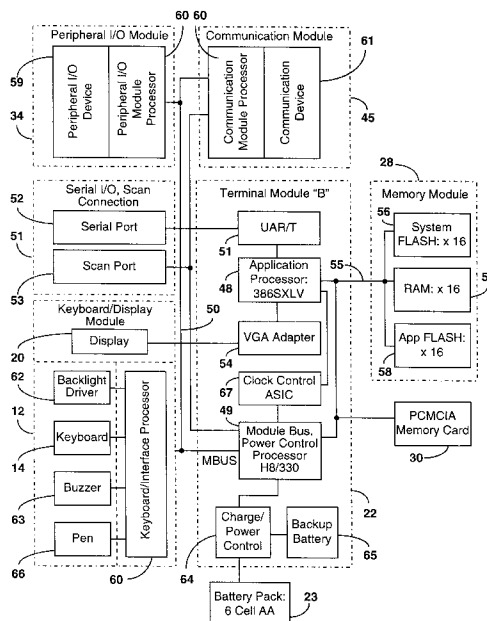 60
60
Peripheral I/O Module
Communication Module
59
Peripheral I/O
Device
Peripheral I/O
Module
Processor
Communication
Module Processor
Communication
Device
61
34
45
28
Serial I/O, Scan
Connection
Terminal Module "B"
Memory Module
52
Serial Port
UAR/T
56
System
FLASH: x 16
51
51
55
53
Scan Port
48
Application
Processor:
386SXLV
RAM: x 16
Keyboard/Display
Module
50
20
Display
VGA Adapter
54
58
App FLASH:
x 16
62
Backlight
Driver
67
Clock Control
ASIC
12
49
Keyboard
14
Keyboard/Interface Processor
MBUS
Module Bus,
Power Control
Processor
H8/330
PCMCIA
Memory Card
30
Buzzer
63
22
Pen
66
60
Charge/
Power
Control
64
Backup
Battery
65
Battery Pack:
6 Cell AA
23